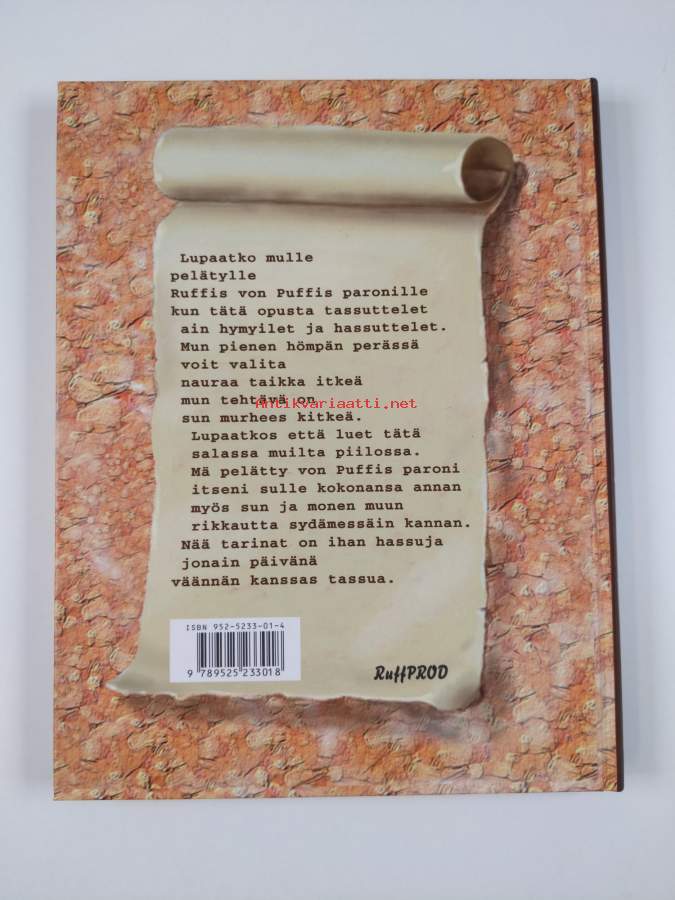 Lupaatko mulle
pelätylle
Ruffis von Puffis paronille
kun tätä opusta tassuttelet
ain hymyilet ja hassuttelet.
Mun pienen hömpän perässä
voit valita
nauraa taikka itkeä
mun tehtävä on
Antikvariaatti.net
sun murhees kitkeä.
Lupaatkos että luet tätä
salassa muilta piilossa.
Mä pelätty von Puffis paroni
itseni sulle kokonansa annan
myös sun ja monen muun
rikkautta sydämessäin kannan.
Nää tarinat on ihan hassuja
jonain päivänä
väännän kanssas tassua.
ISBN 952-5233-01-4
9 789525 233018
RuffPROD